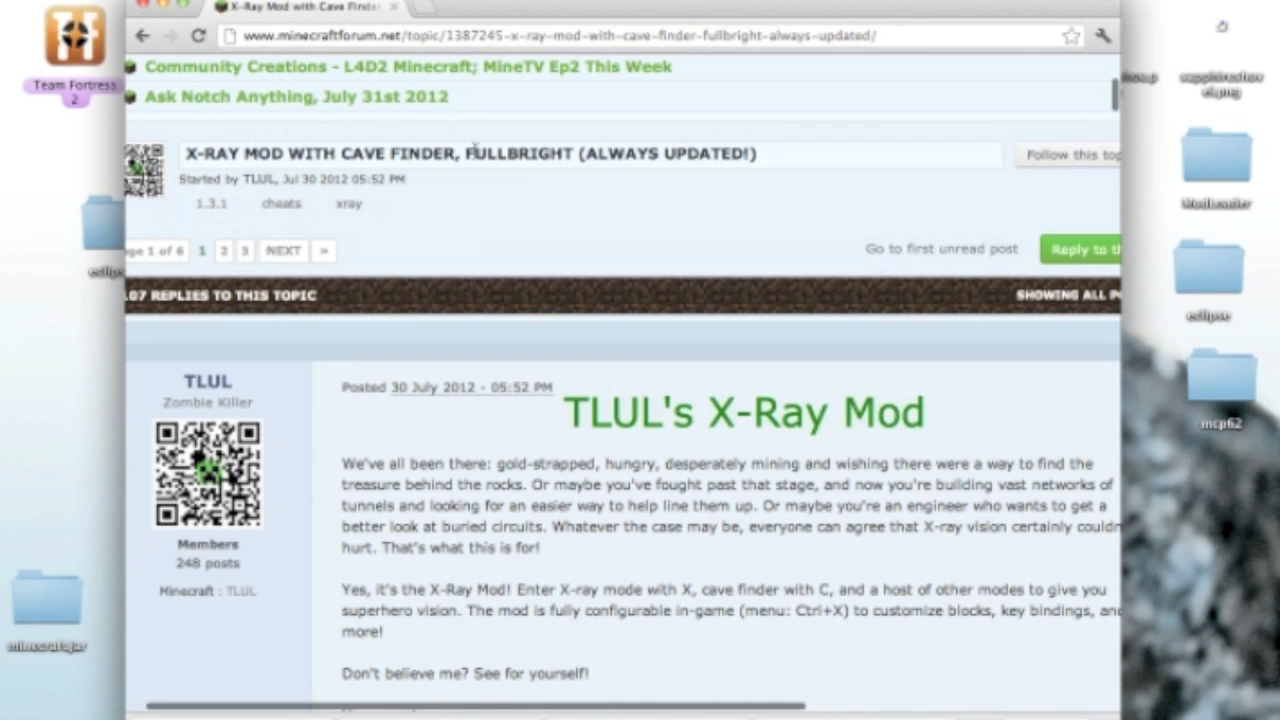 X-Ray Mod with Cave Finder
www.minecraftforum.net/topic/1387245-x-ray-mod-with-cave-finder-fullbright-always-updated/
Team Fortress
2
Community Creations - L4D2 Minecraft; MineTV Ep2 This Week
Ask Notch Anything, July 31st 2012
X-RAY MOD WITH CAVE FINDER, FULLBRIGHT (ALWAYS UPDATED!)
Follow this top
Started by TLUL, Jul 30 2012 05:52 PM
1.3.1 cheats xray
ge 1 of 6 1 2 3 NEXT »
Go to first unread post
Reply to th
07 REPLIES TO THIS TOPIC
SHOWING ALL P
TLUL
Zombie Killer
Members
248 posts
Minecraft : TLUL
Posted 30 July 2012 - 05:52 PM
TLUL's X-Ray Mod
We've all been there: gold-strapped, hungry, desperately mining and wishing there were a way to find the
treasure behind the rocks. Or maybe you've fought past that stage, and now you're building vast networks of
tunnels and looking for an easier way to help line them up. Or maybe you're an engineer who wants to get a
better look at buried circuits. Whatever the case may be, everyone can agree that X-ray vision certainly couldn
hurt. That's what this is for!
Yes, it's the X-Ray Mod! Enter X-ray mode with X, cave finder with C, and a host of other modes to give you
superhero vision. The mod is fully configurable in-game (menu: Ctrl+X) to customize blocks, key bindings, and
more!
Don't believe me? See for yourself!
eclips
minecraftjar
ModLoader
eclipse
mcp62